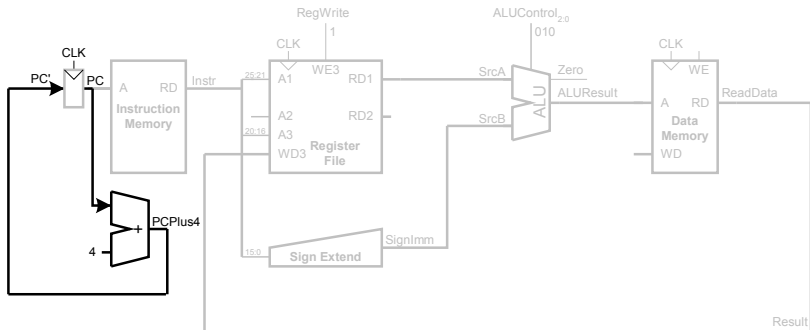 RegWrite
ALUControl2:0
1
010
CLK
CLK
CLK
PC'
PC
A
RD
Instr
Instruction
Memory
25:21
A1
WE3
RD1
A2
RD2
20:16
A3
WD3
Register
File
SrcA
SrcB
ALU
Zero
ALUResult
WE
A
RD
ReadData
Data
Memory
WD
PCPlus4
+
4
15:0
Sign Extend
SignImm
Result